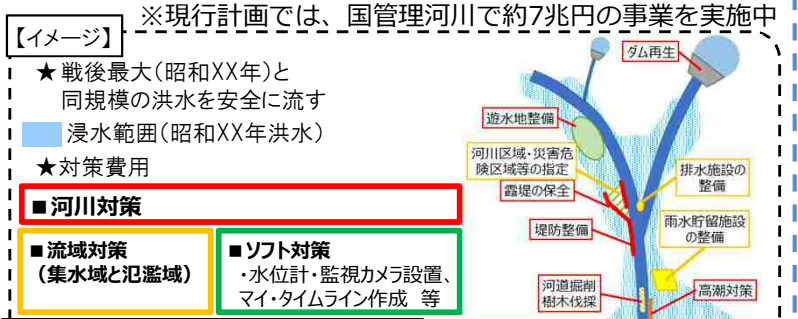 ※現行計画では、国管理河川で約7兆円の事業を実施中
【イメージ】
★戦後最大(昭和XX年)と
同規模の洪水を安全に流す
浸水範囲(昭和XX年洪水)
★対策費用
■河川対策
■流域対策
(集水域と氾濫域)
■ソフト対策
・水位計・監視カメラ設置、
マイ・タイムライン作成 等
ダム再生
遊水地整備
河川区域・災害危
険区域等の指定
霞堤の保全
排水施設の
整備
堤防整備
雨水貯留施設
の整備
河道掘削
樹木伐採
高潮対策